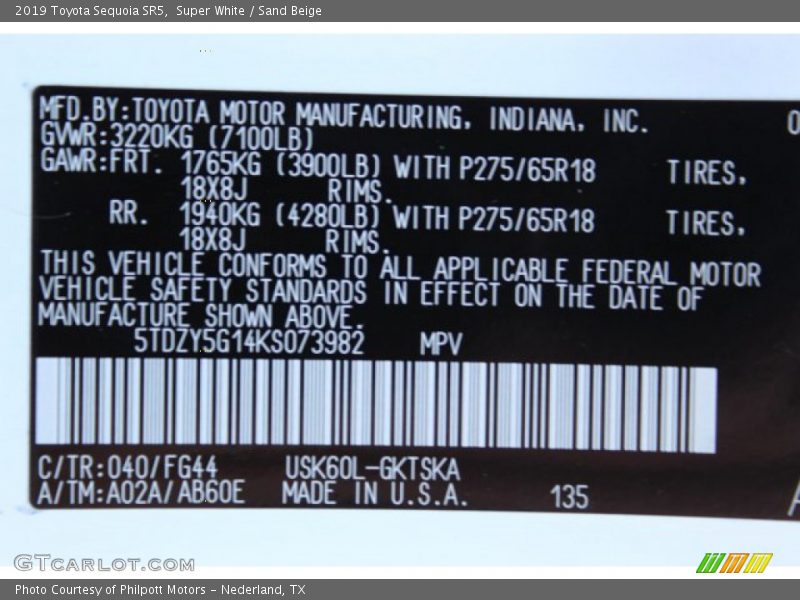 2019 Toyota Sequoia SR5,  Super White / Sand Beige
MFD.BY:TOYOTA MOTOR MANUFACTURING, INDIANA, INC.
GVWR:3220KG (7100LB)
GAWR:FRT. 1765KG (3900LB) WITH P275/65R18 TIRES,
18X8J RIMS.
RR. 1940KG (4280LB) WITH P275/65R18 TIRES,
18X8J RIMS.
THIS VEHICLE CONFORMS TO ALL APPLICABLE FEDERAL MOTOR
VEHICLE SAFETY STANDARDS IN EFFECT ON THE DATE OF
MANUFACTURE SHOWN ABOVE.
5TDZY5G14KS073982 MPV
C/TR:040/FG44 USK60L-GKTSKA
A/TM:A02A/AB60E MADE IN U.S.A. 135
GTCARLOT.COM
Photo Courtesy of Philpott Motors - Nederland, TX